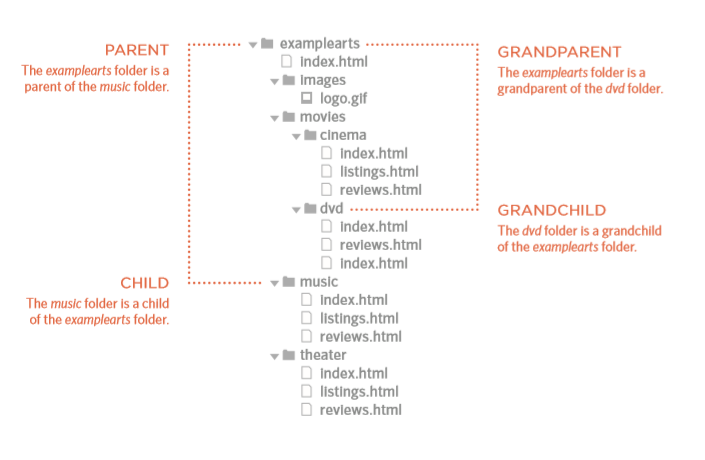 PARENT
The examplearts folder is a
parent of the music folder.
examplearts
index.html
images
logo.gif
movies
cinema
index.html
listings.html
reviews.html
dvd
index.html
reviews.html
index.html
music
index.html
listings.html
reviews.html
theater
index.html
listings.html
reviews.html
GRANDPARENT
The examplearts folder is a
grandparent of the dvd folder.
GRANDCHILD
The dvd folder is a grandchild
of the examplearts folder.
CHILD
The music folder is a child
of the examplearts folder.